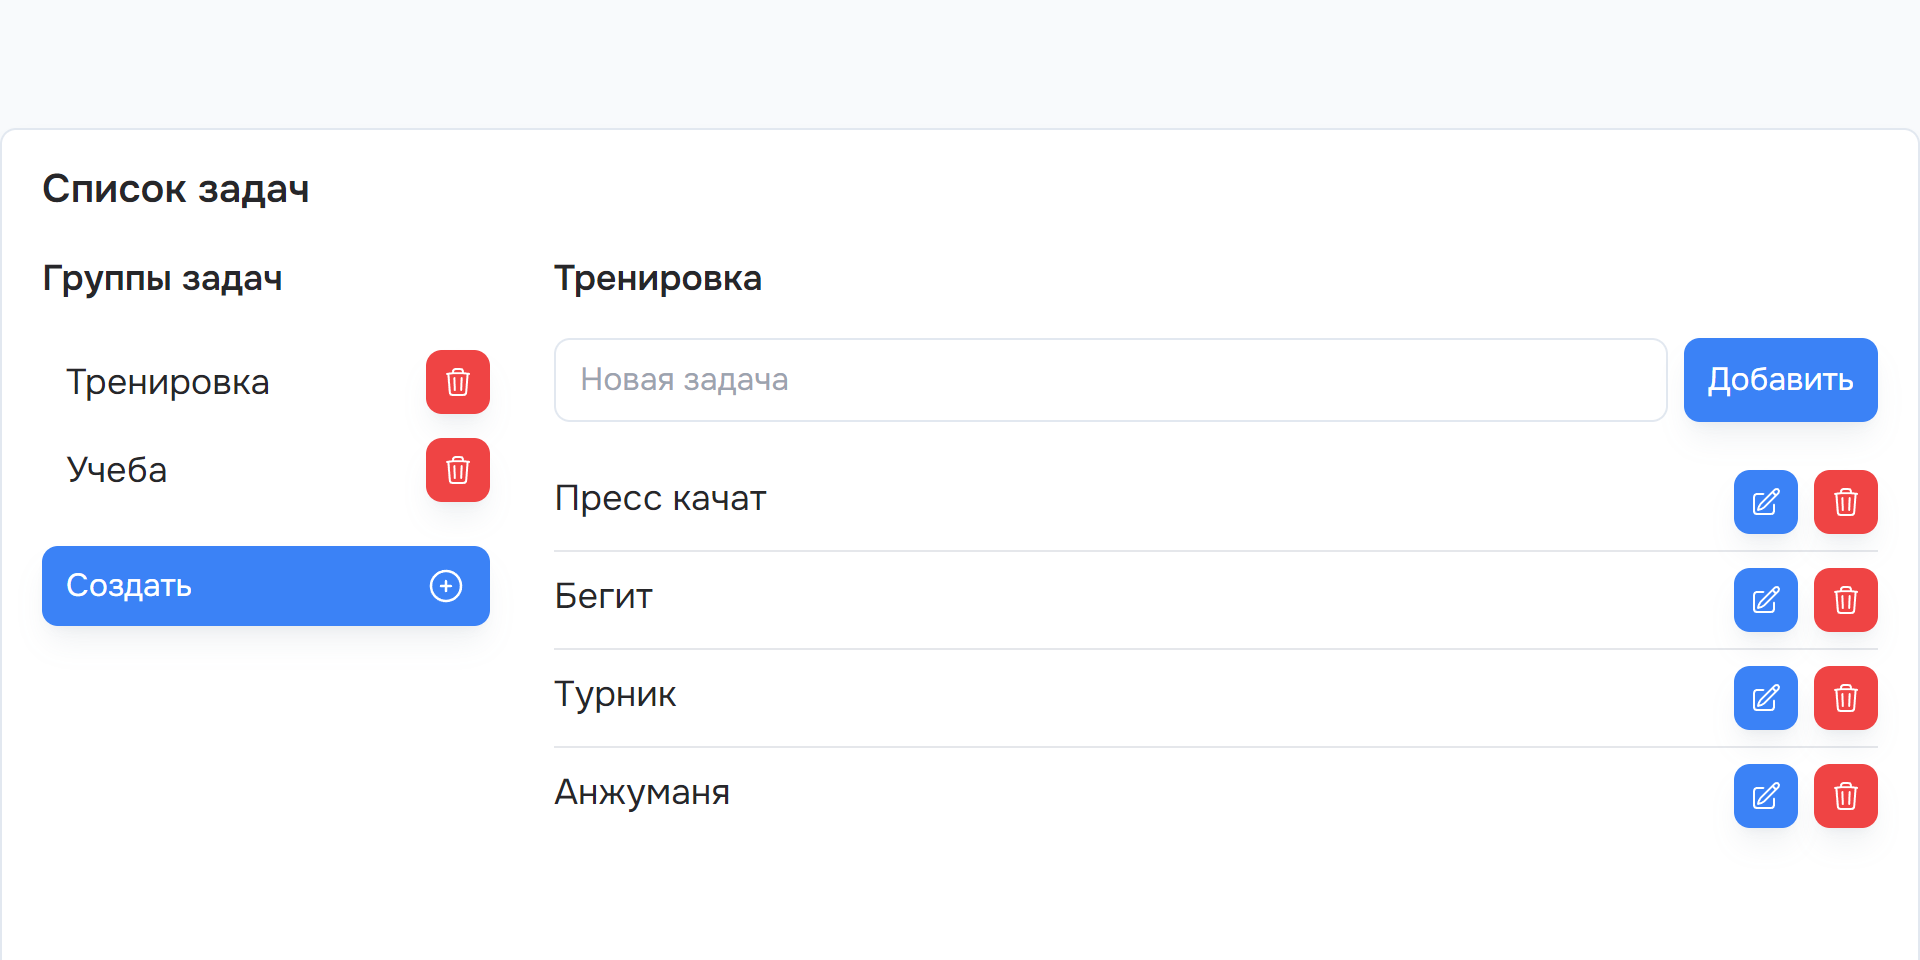 Список задач
Группы задач
Тренировка
Учеба
Создать
Тренировка
Новая задача
Добавить
Пресс качат
Бегит
Турник
Анжуманя